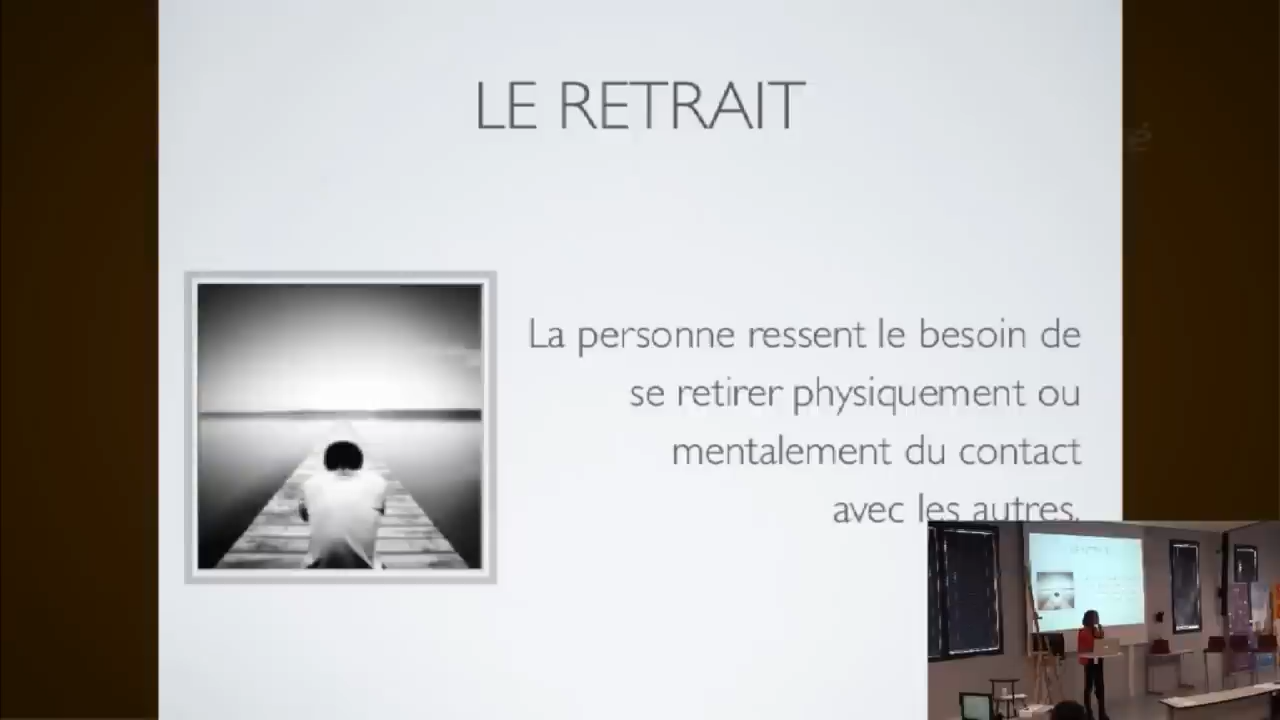 LE RETRAIT
La personne ressent le besoin de
se retirer physiquement ou
mentalement du contact
avec les autres.